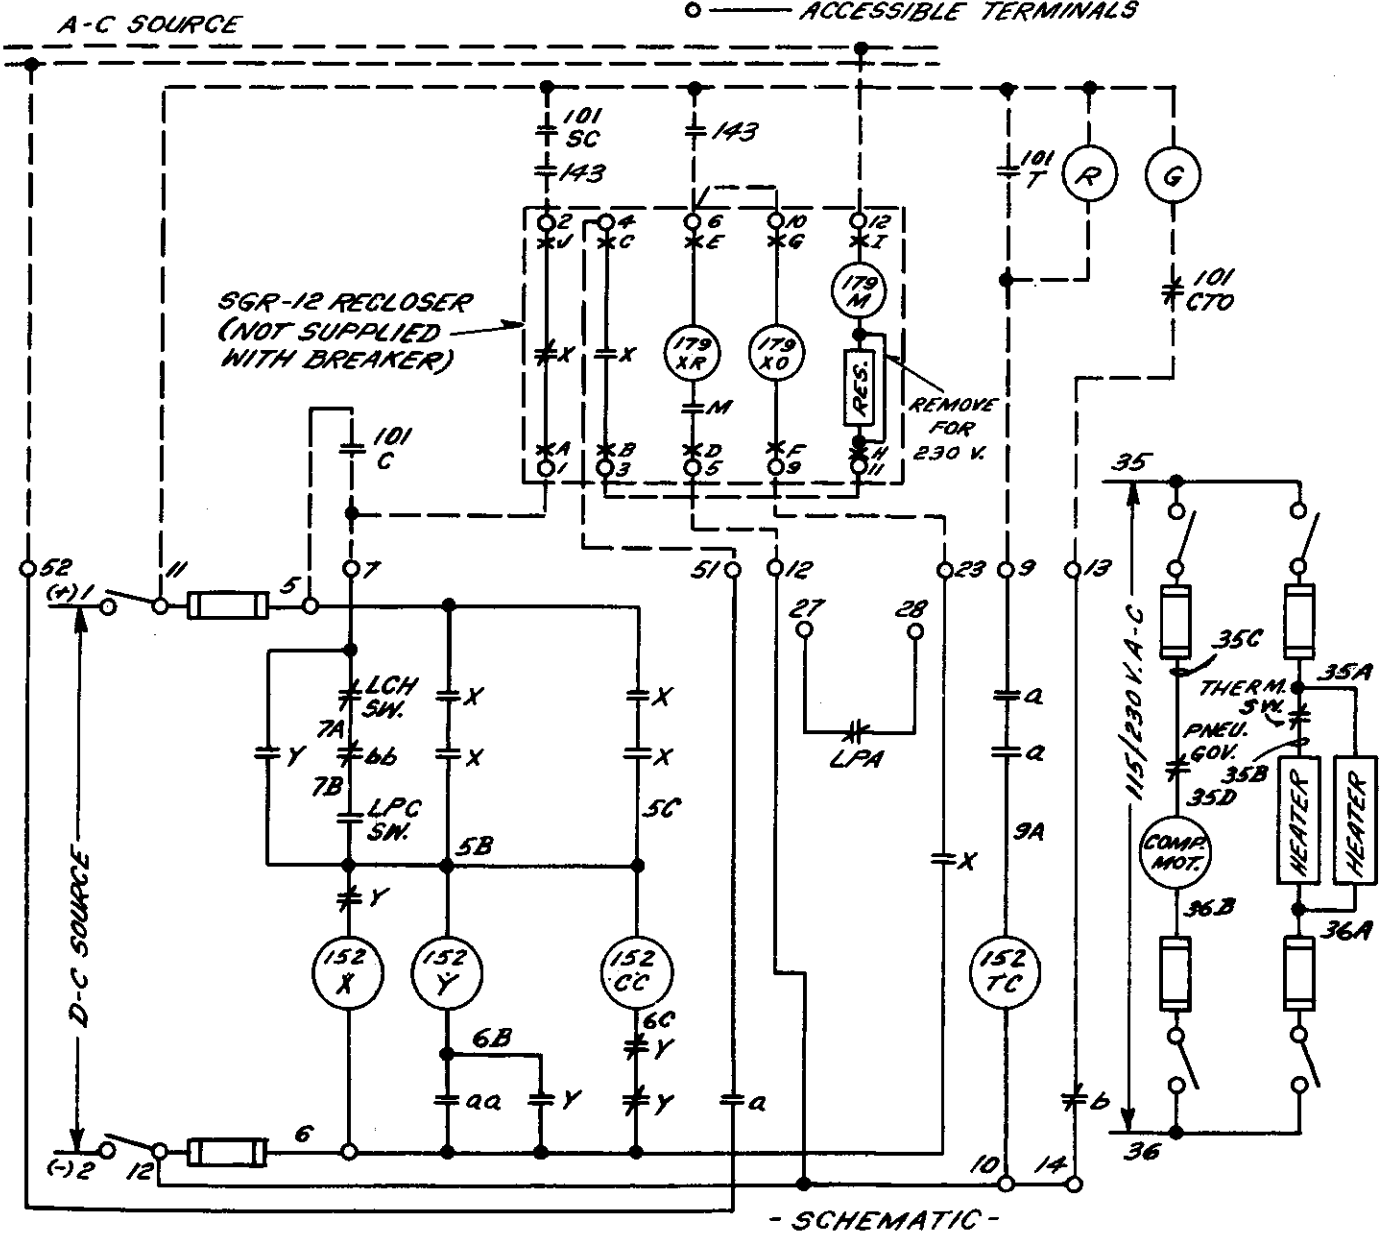 ACCESSIBLE TERMINALS
A-C SOURCE
101
SC
143
143
101
T
R
G
2
4
6
10
12
J
C
E
G
I
179
M
101
CTO
SGR-12 RECLOSER
(NOT SUPPLIED
WITH BREAKER)
X
X
179
XR
179
XO
RES.
M
REMOVE
FOR
230 V.
101
C
A
B
D
F
H
1
3
5
9
11
35
52
11
5
7
51
12
23
9
13
(+)1
27
28
35C
35A
THERM.
SW.
LCH
SW.
X
X
a
7A
Y
bb
X
X
LPA
a
PNEU.
GOV.
35B
7B
LPC
SW.
5C
35D
115/230 V. A-C
5B
9A
COMP.
MOT.
HEATER
HEATER
X
Y
36B
36A
D-C SOURCE
152
X
152
Y
152
CC
152
TC
6B
6C
Y
aa
Y
Y
a
b
6
(-)2
12
10
14
36
- SCHEMATIC -